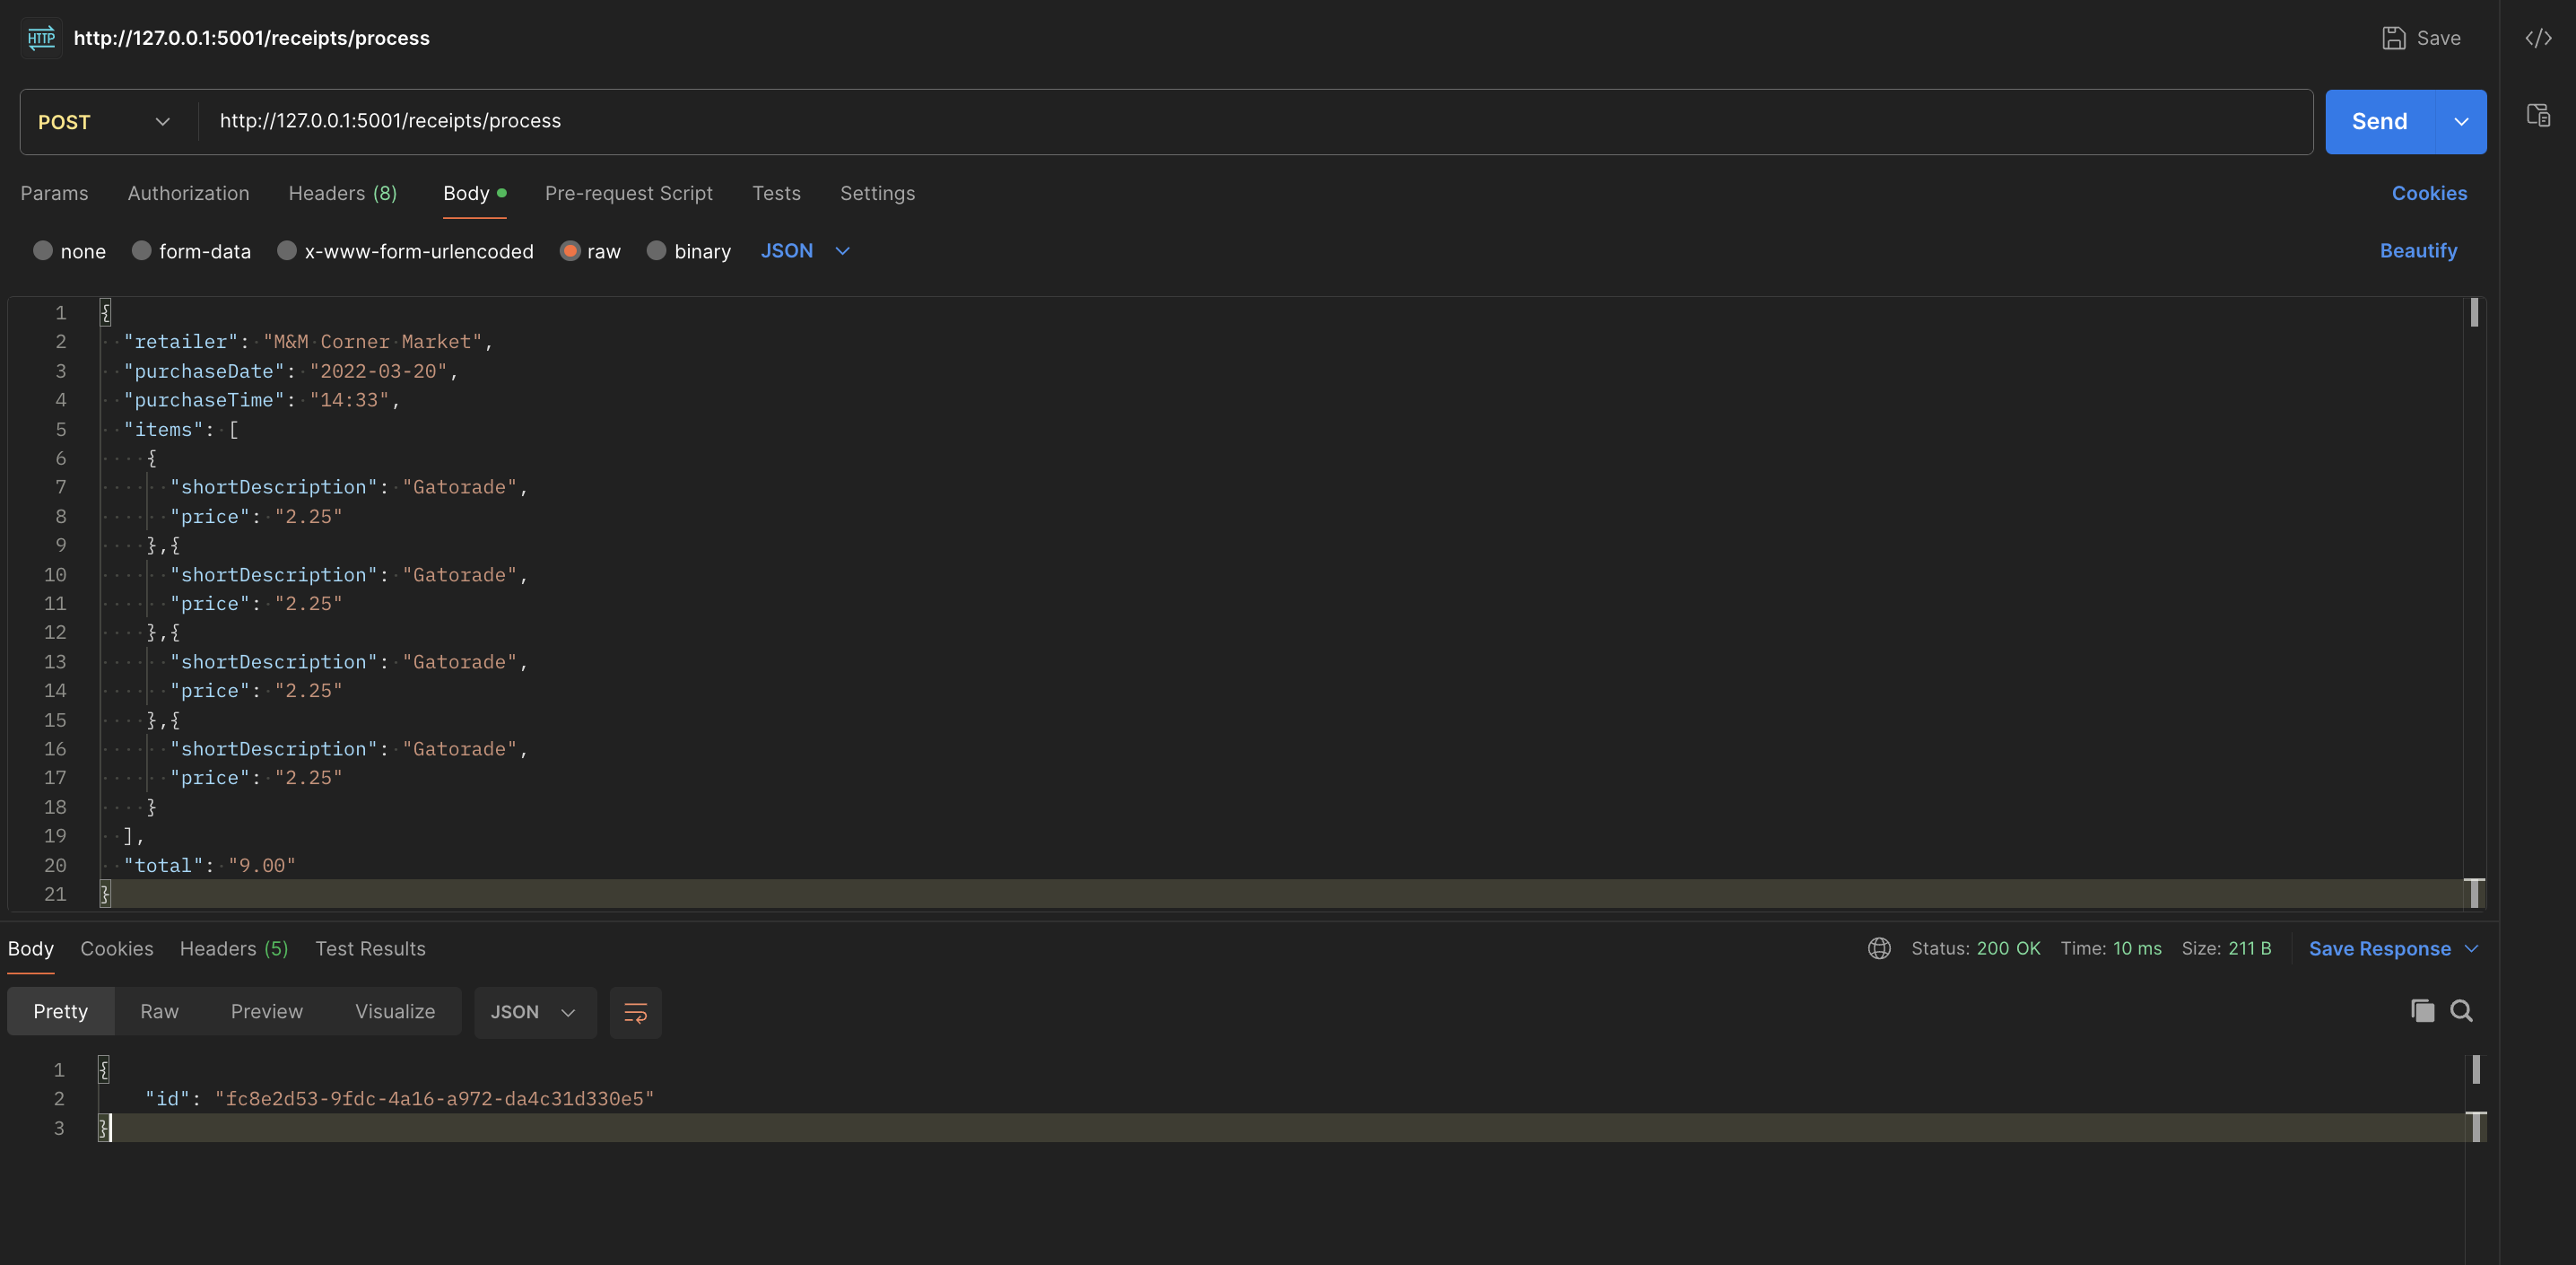 HTTP http://127.0.0.1:5001/receipts/process Save
POST http://127.0.0.1:5001/receipts/process Send
Params Authorization Headers (8) Body Pre-request Script Tests Settings Cookies
none form-data x-www-form-urlencoded raw binary JSON Beautify
1 {
2 "retailer": "M&M Corner Market",
3 "purchaseDate": "2022-03-20",
4 "purchaseTime": "14:33",
5 "items": [
6 {
7 "shortDescription": "Gatorade",
8 "price": "2.25"
9 },{
10 "shortDescription": "Gatorade",
11 "price": "2.25"
12 },{
13 "shortDescription": "Gatorade",
14 "price": "2.25"
15 },{
16 "shortDescription": "Gatorade",
17 "price": "2.25"
18 }
19 ],
20 "total": "9.00"
21 }
Body Cookies Headers (5) Test Results Status: 200 OK Time: 10 ms Size: 211 B Save Response
Pretty Raw Preview Visualize JSON
1 {
2 "id": "fc8e2d53-9fdc-4a16-a972-da4c31d330e5"
3 }